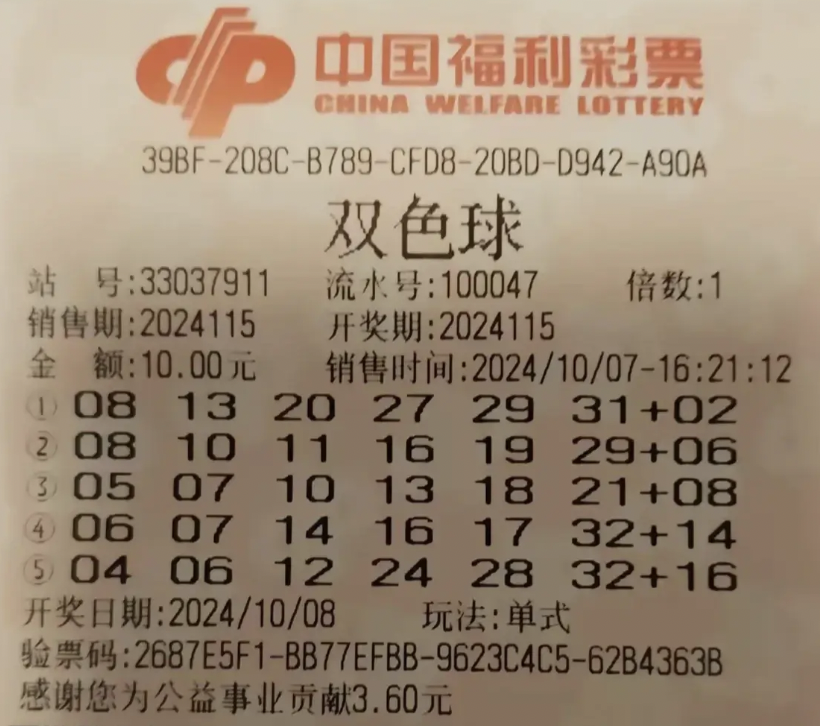 中国福利彩票
CHINA WELFARE LOTTERY
39BF-208C-B789-CFD8-20BD-D942-A90A
双色球
站 号:33037911 流水号:100047 倍数:1
销售期:2024115 开奖期:2024115
金 额:10.00元 销售时间:2024/10/07-16:21:12
① 08 13 20 27 29 31+02
② 08 10 11 16 19 29+06
③ 05 07 10 13 18 21+08
④ 06 07 14 16 17 32+14
⑤ 04 06 12 24 28 32+16
开奖日期:2024/10/08 玩法:单式
验票码:2687E5F1-BB77EFBB-9623C4C5-62B4363B
感谢您为公益事业贡献3.60元